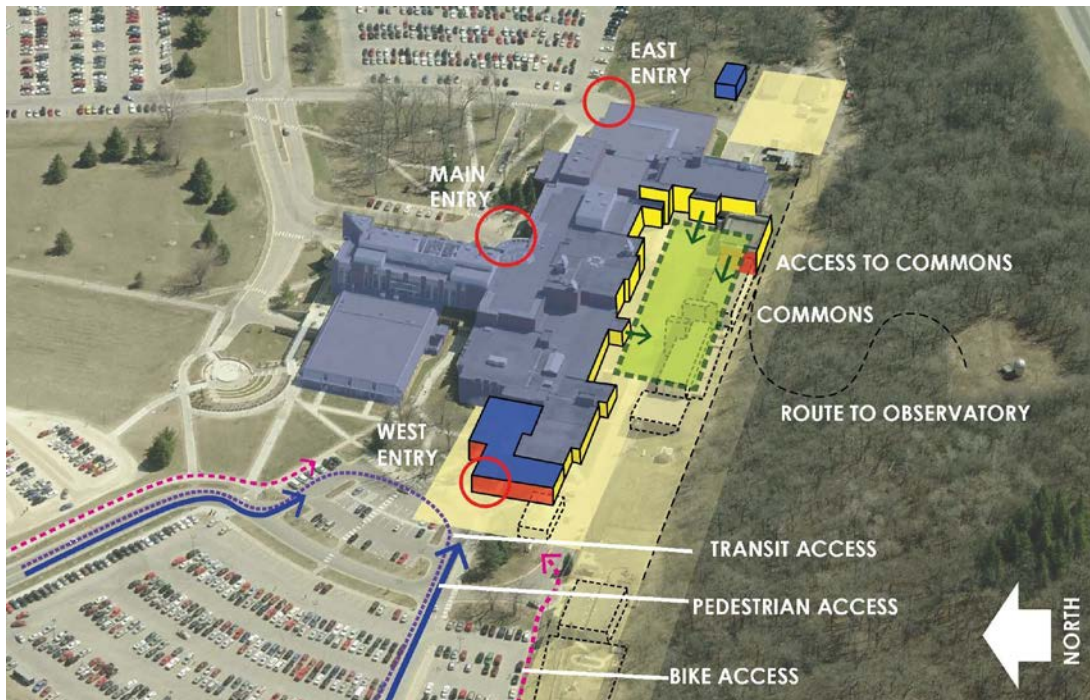 EAST
ENTRY
MAIN
ENTRY
ACCESS TO COMMONS
COMMONS
ROUTE TO OBSERVATORY
WEST
ENTRY
TRANSIT ACCESS
PEDESTRIAN ACCESS
BIKE ACCESS
NORTH